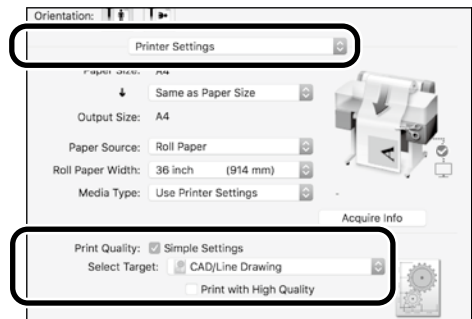 Orientation:
Printer Settings
Paper Size: A4
Same as Paper Size
Output Size: A4
Paper Source: Roll Paper
Roll Paper Width: 36 inch (914 mm)
Media Type: Use Printer Settings
-
Acquire Info
Print Quality: Simple Settings
Select Target: CAD/Line Drawing
Print with High Quality